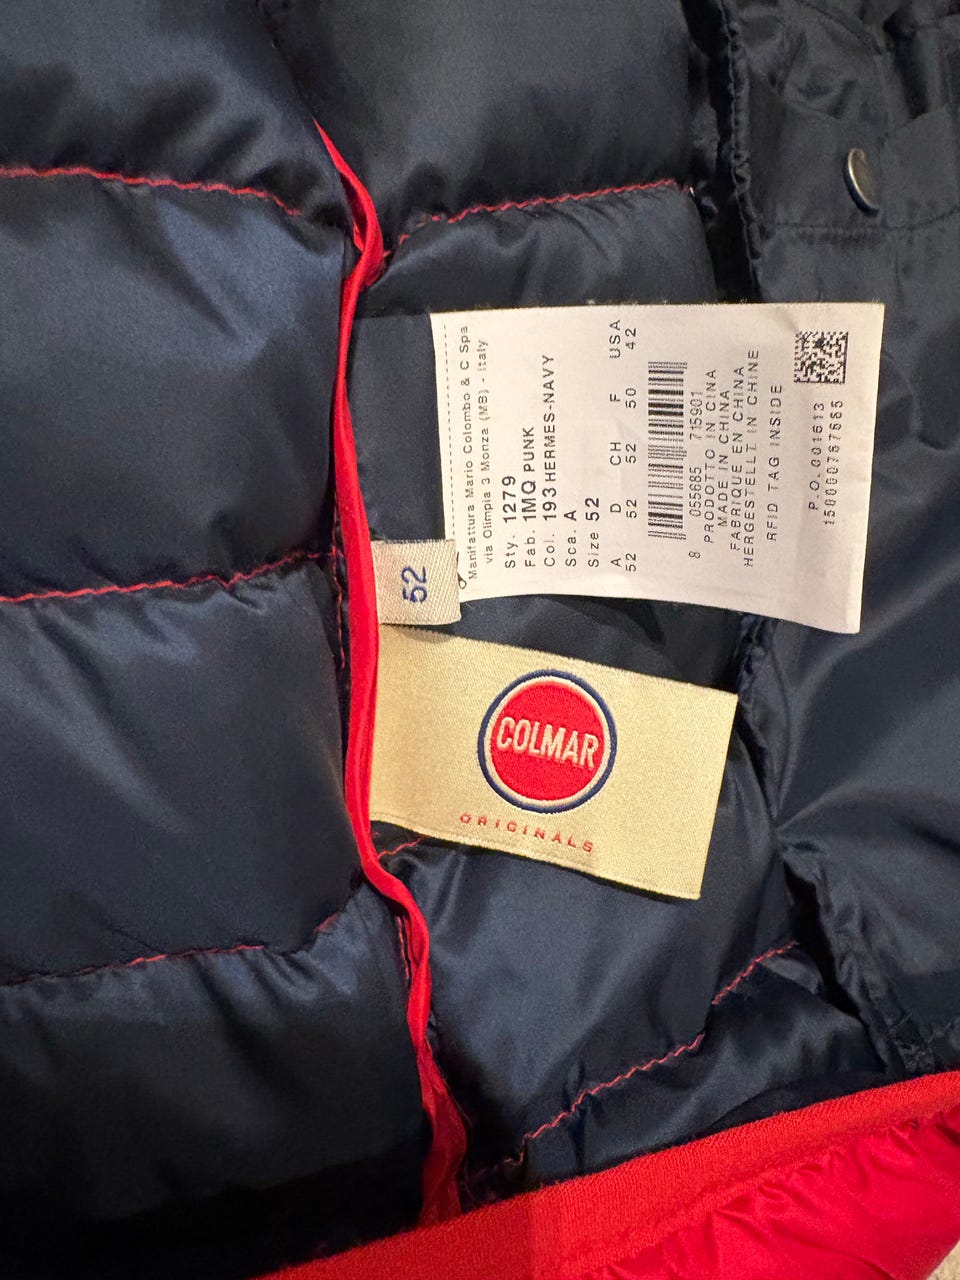 Manifattura Mario Colombo & C Spa
via Olimpia 3 Monza (MB) - Italy
Sty. 1279
Fab. 1MQ PUNK
Col. 193 HERMES-NAVY
Sca. A
Size 52
A D CH F USA
52 52 52 50 42
8 055685 715901
PRODOTTO IN CINA
MADE IN CHINA
FABRIQUE EN CHINA
HERGESTELLT IN CHINE
RFID TAG INSIDE
P.O.001613
150000767665
52
COLMAR
ORIGINALS